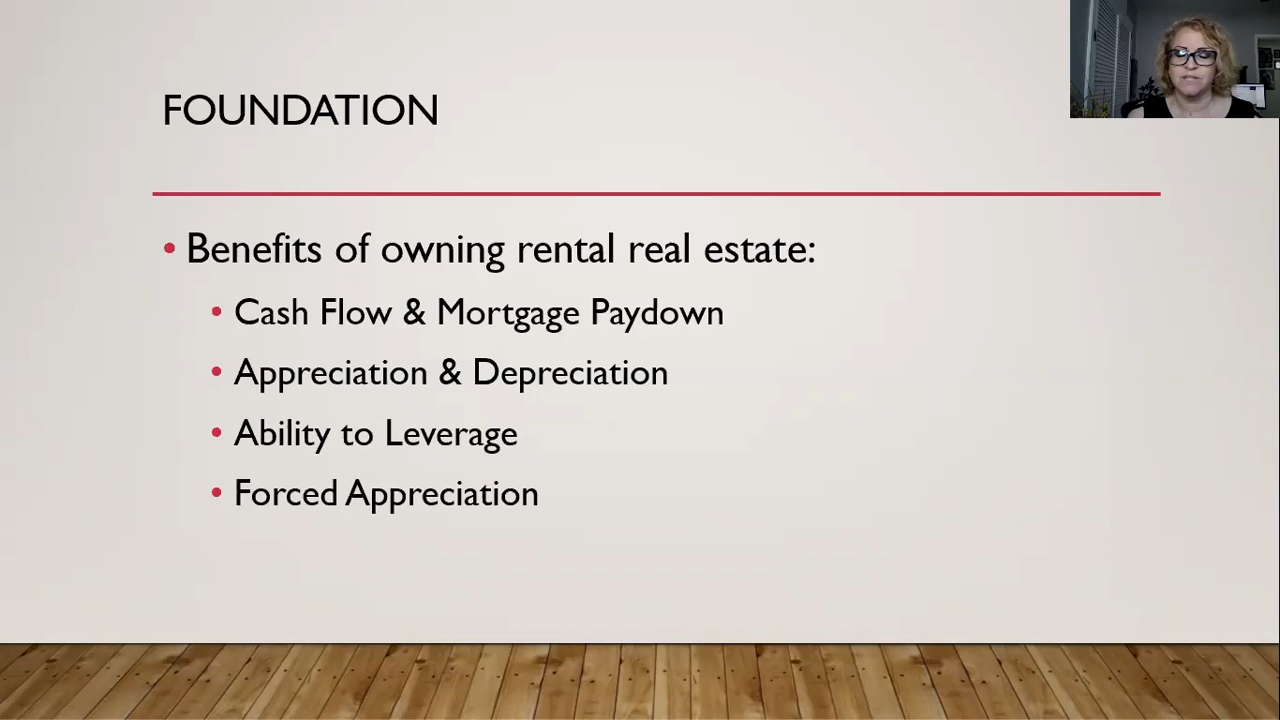 FOUNDATION
• Benefits of owning rental real estate:
• Cash Flow & Mortgage Paydown
• Appreciation & Depreciation
• Ability to Leverage
• Forced Appreciation